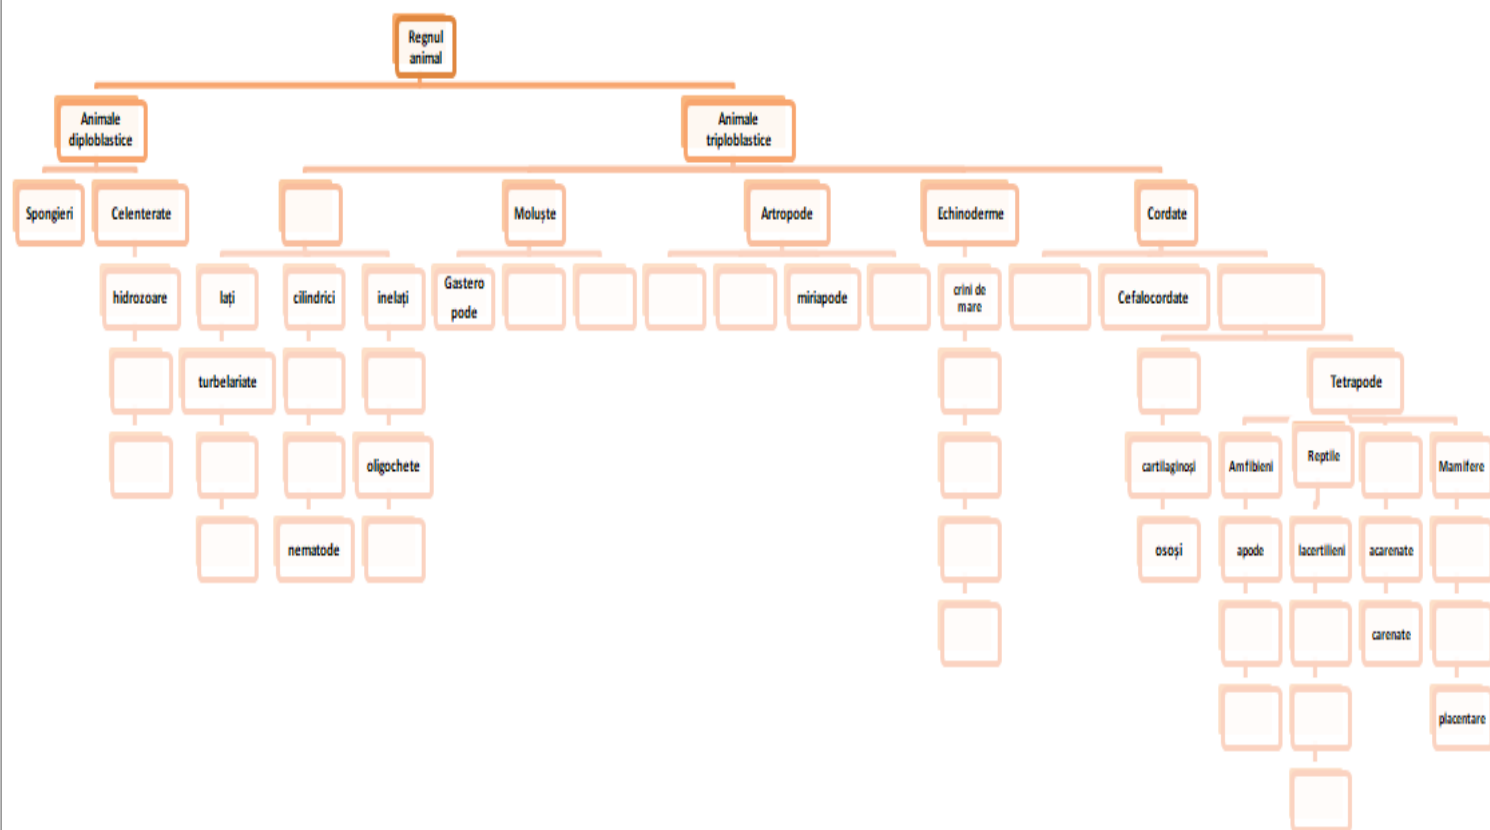 Regnul
animal
Animale
diploblastice
Animale
triploblastice
Spongieri
Celenterate
Moluște
Artropode
Echinoderme
Cordate
hidrozoare
lați
cilindrici
inelați
Gastero
pode
miriapode
crini de
mare
Cefalocordate
turbelariate
Tetrapode
oligochete
cartilaginoși
Amfibieni
Reptile
Mamifere
nematode
osoși
apode
lacertilieni
acarenate
carenate
placentare